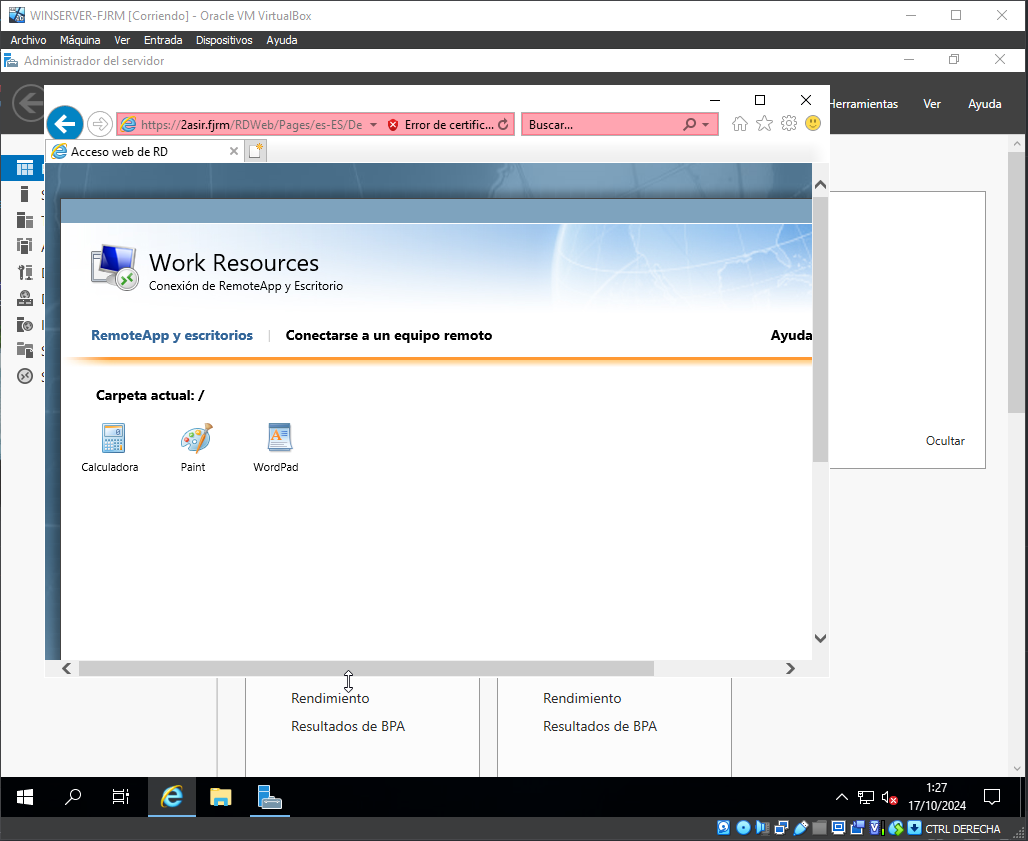 WINSERVER-FJRM [Corriendo] - Oracle VM VirtualBox
Archivo Máquina Ver Entrada Dispositivos Ayuda
Administrador del servidor
Herramientas Ver Ayuda
https://2asir.fjrm/RDWeb/Pages/es-ES/De Error de certific... Buscar...
Acceso web de RD
Work Resources
Conexión de RemoteApp y Escritorio
RemoteApp y escritorios Conectarse a un equipo remoto Ayuda
Carpeta actual: /
Calculadora Paint WordPad
Ocultar
Rendimiento Rendimiento
Resultados de BPA Resultados de BPA
1:27
17/10/2024
CTRL DERECHA